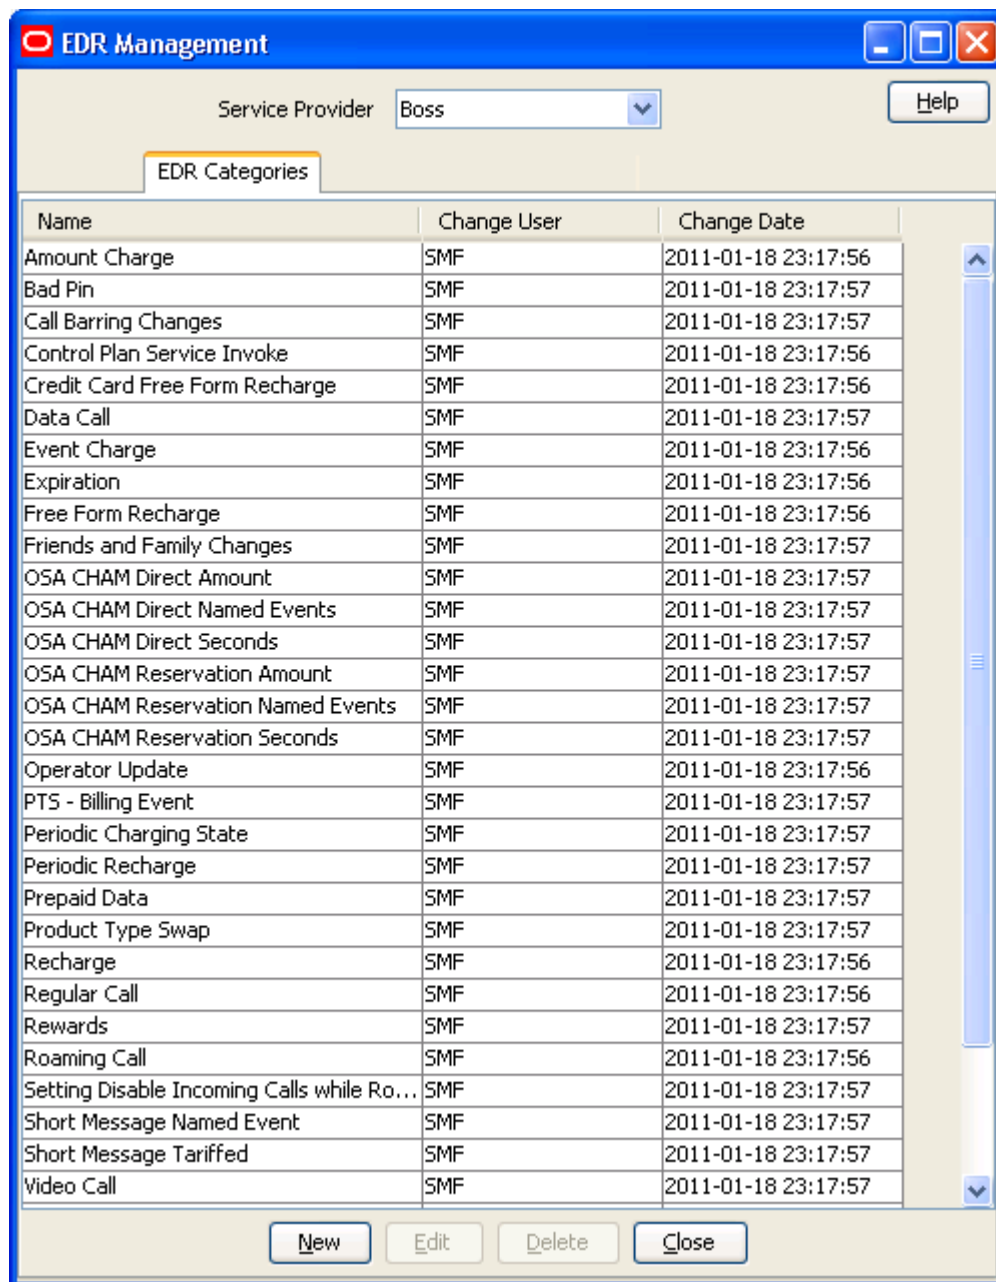 EDR Management
Service Provider Boss Help
EDR Categories
Name Change User Change Date
Amount Charge SMF 2011-01-18 23:17:56
Bad Pin SMF 2011-01-18 23:17:57
Call Barring Changes SMF 2011-01-18 23:17:57
Control Plan Service Invoke SMF 2011-01-18 23:17:56
Credit Card Free Form Recharge SMF 2011-01-18 23:17:56
Data Call SMF 2011-01-18 23:17:57
Event Charge SMF 2011-01-18 23:17:56
Expiration SMF 2011-01-18 23:17:56
Free Form Recharge SMF 2011-01-18 23:17:56
Friends and Family Changes SMF 2011-01-18 23:17:57
OSA CHAM Direct Amount SMF 2011-01-18 23:17:57
OSA CHAM Direct Named Events SMF 2011-01-18 23:17:57
OSA CHAM Direct Seconds SMF 2011-01-18 23:17:57
OSA CHAM Reservation Amount SMF 2011-01-18 23:17:57
OSA CHAM Reservation Named Events SMF 2011-01-18 23:17:57
OSA CHAM Reservation Seconds SMF 2011-01-18 23:17:57
Operator Update SMF 2011-01-18 23:17:56
PTS - Billing Event SMF 2011-01-18 23:17:57
Periodic Charging State SMF 2011-01-18 23:17:57
Periodic Recharge SMF 2011-01-18 23:17:57
Prepaid Data SMF 2011-01-18 23:17:57
Product Type Swap SMF 2011-01-18 23:17:57
Recharge SMF 2011-01-18 23:17:56
Regular Call SMF 2011-01-18 23:17:56
Rewards SMF 2011-01-18 23:17:57
Roaming Call SMF 2011-01-18 23:17:56
Setting Disable Incoming Calls while Ro... SMF 2011-01-18 23:17:57
Short Message Named Event SMF 2011-01-18 23:17:57
Short Message Tariffed SMF 2011-01-18 23:17:57
Video Call SMF 2011-01-18 23:17:57
New Edit Delete Close